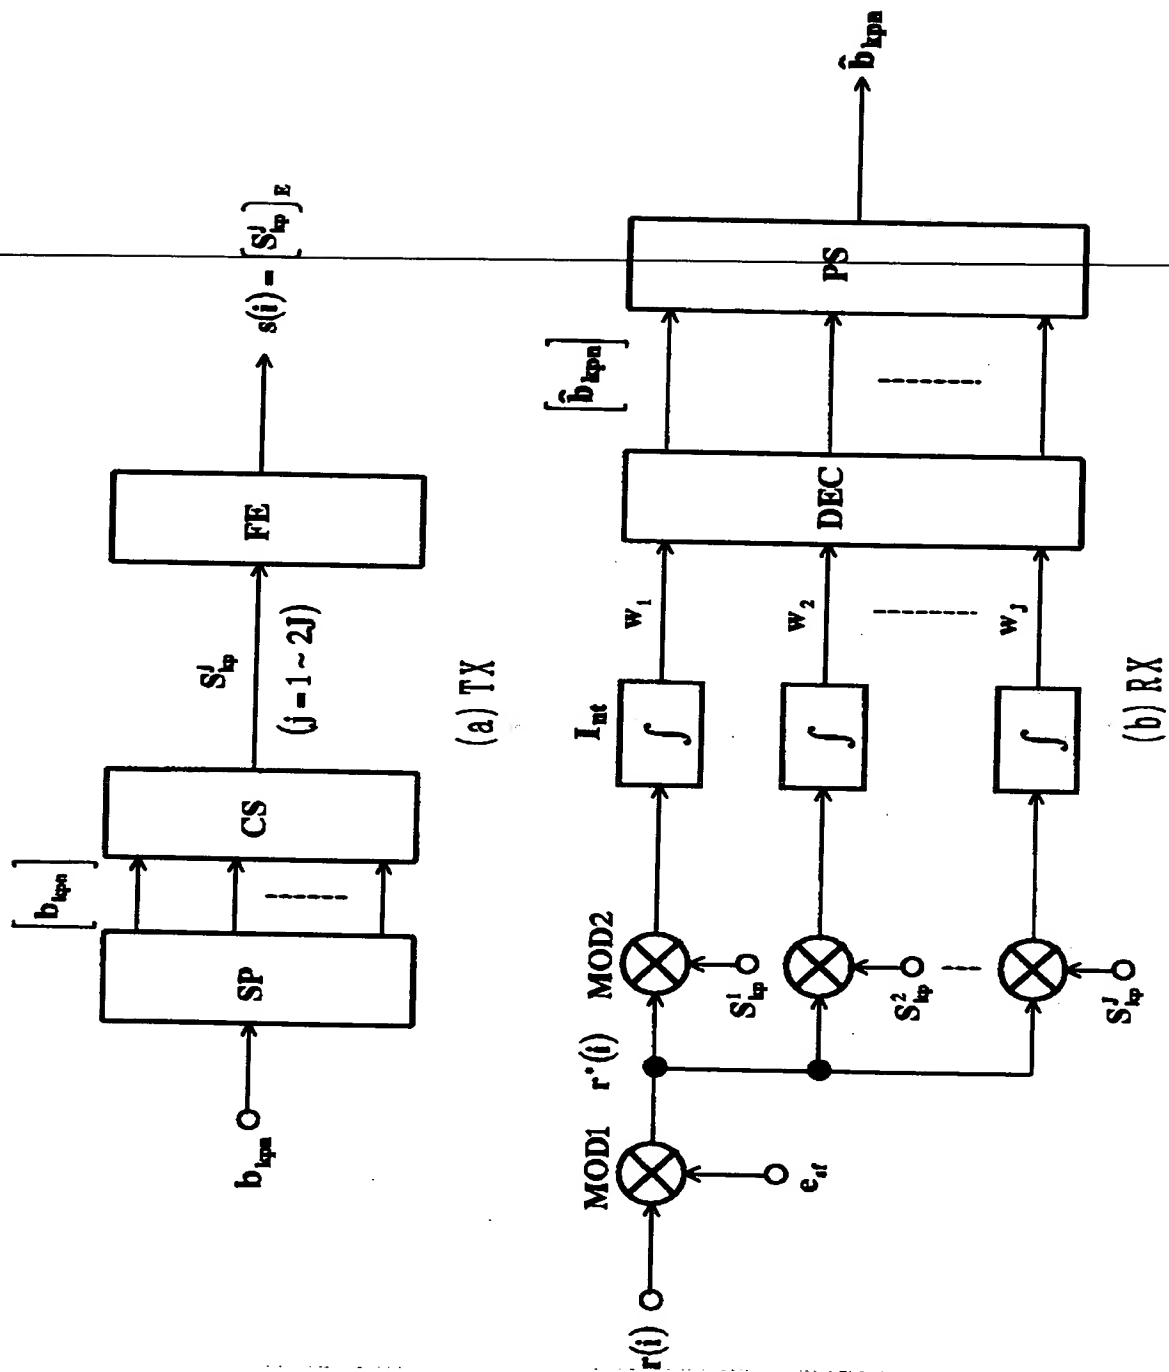 b_kpn
SP
[b_kpn]
CS
S^j_kp
(j=1~2J)
FE
s(i) = [S^j_kp]_E
(a) TX
r(i)
MOD1
r*(i)
MOD2
S^1_kp
S^2_kp
S^J_kp
I_nt
∫
∫
∫
w_1
w_2
w_J
DEC
[b̂_kpn]
PS
b̂_kpn
(b) RX